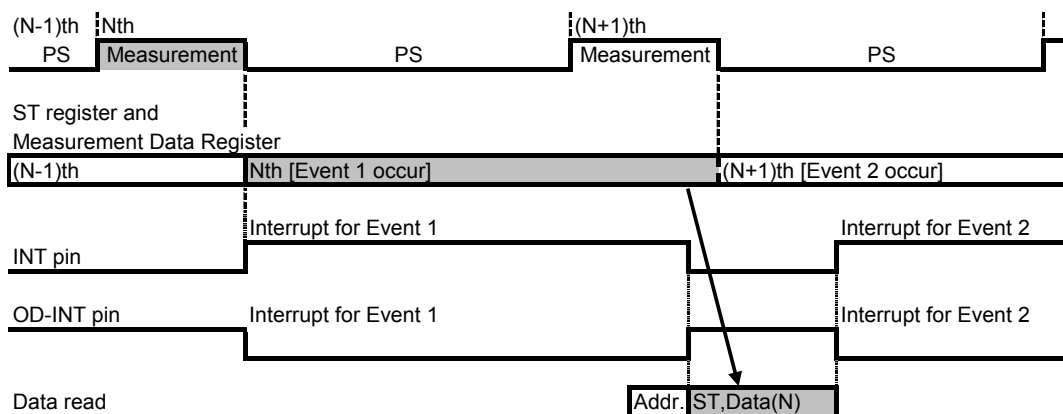 (N-1)th Nth (N+1)th
PS Measurement PS Measurement PS
ST register and
Measurement Data Register
(N-1)th Nth [Event 1 occur] (N+1)th [Event 2 occur]
Interrupt for Event 1 Interrupt for Event 2
INT pin
OD-INT pin Interrupt for Event 1 Interrupt for Event 2
Data read Addr. ST,Data(N)